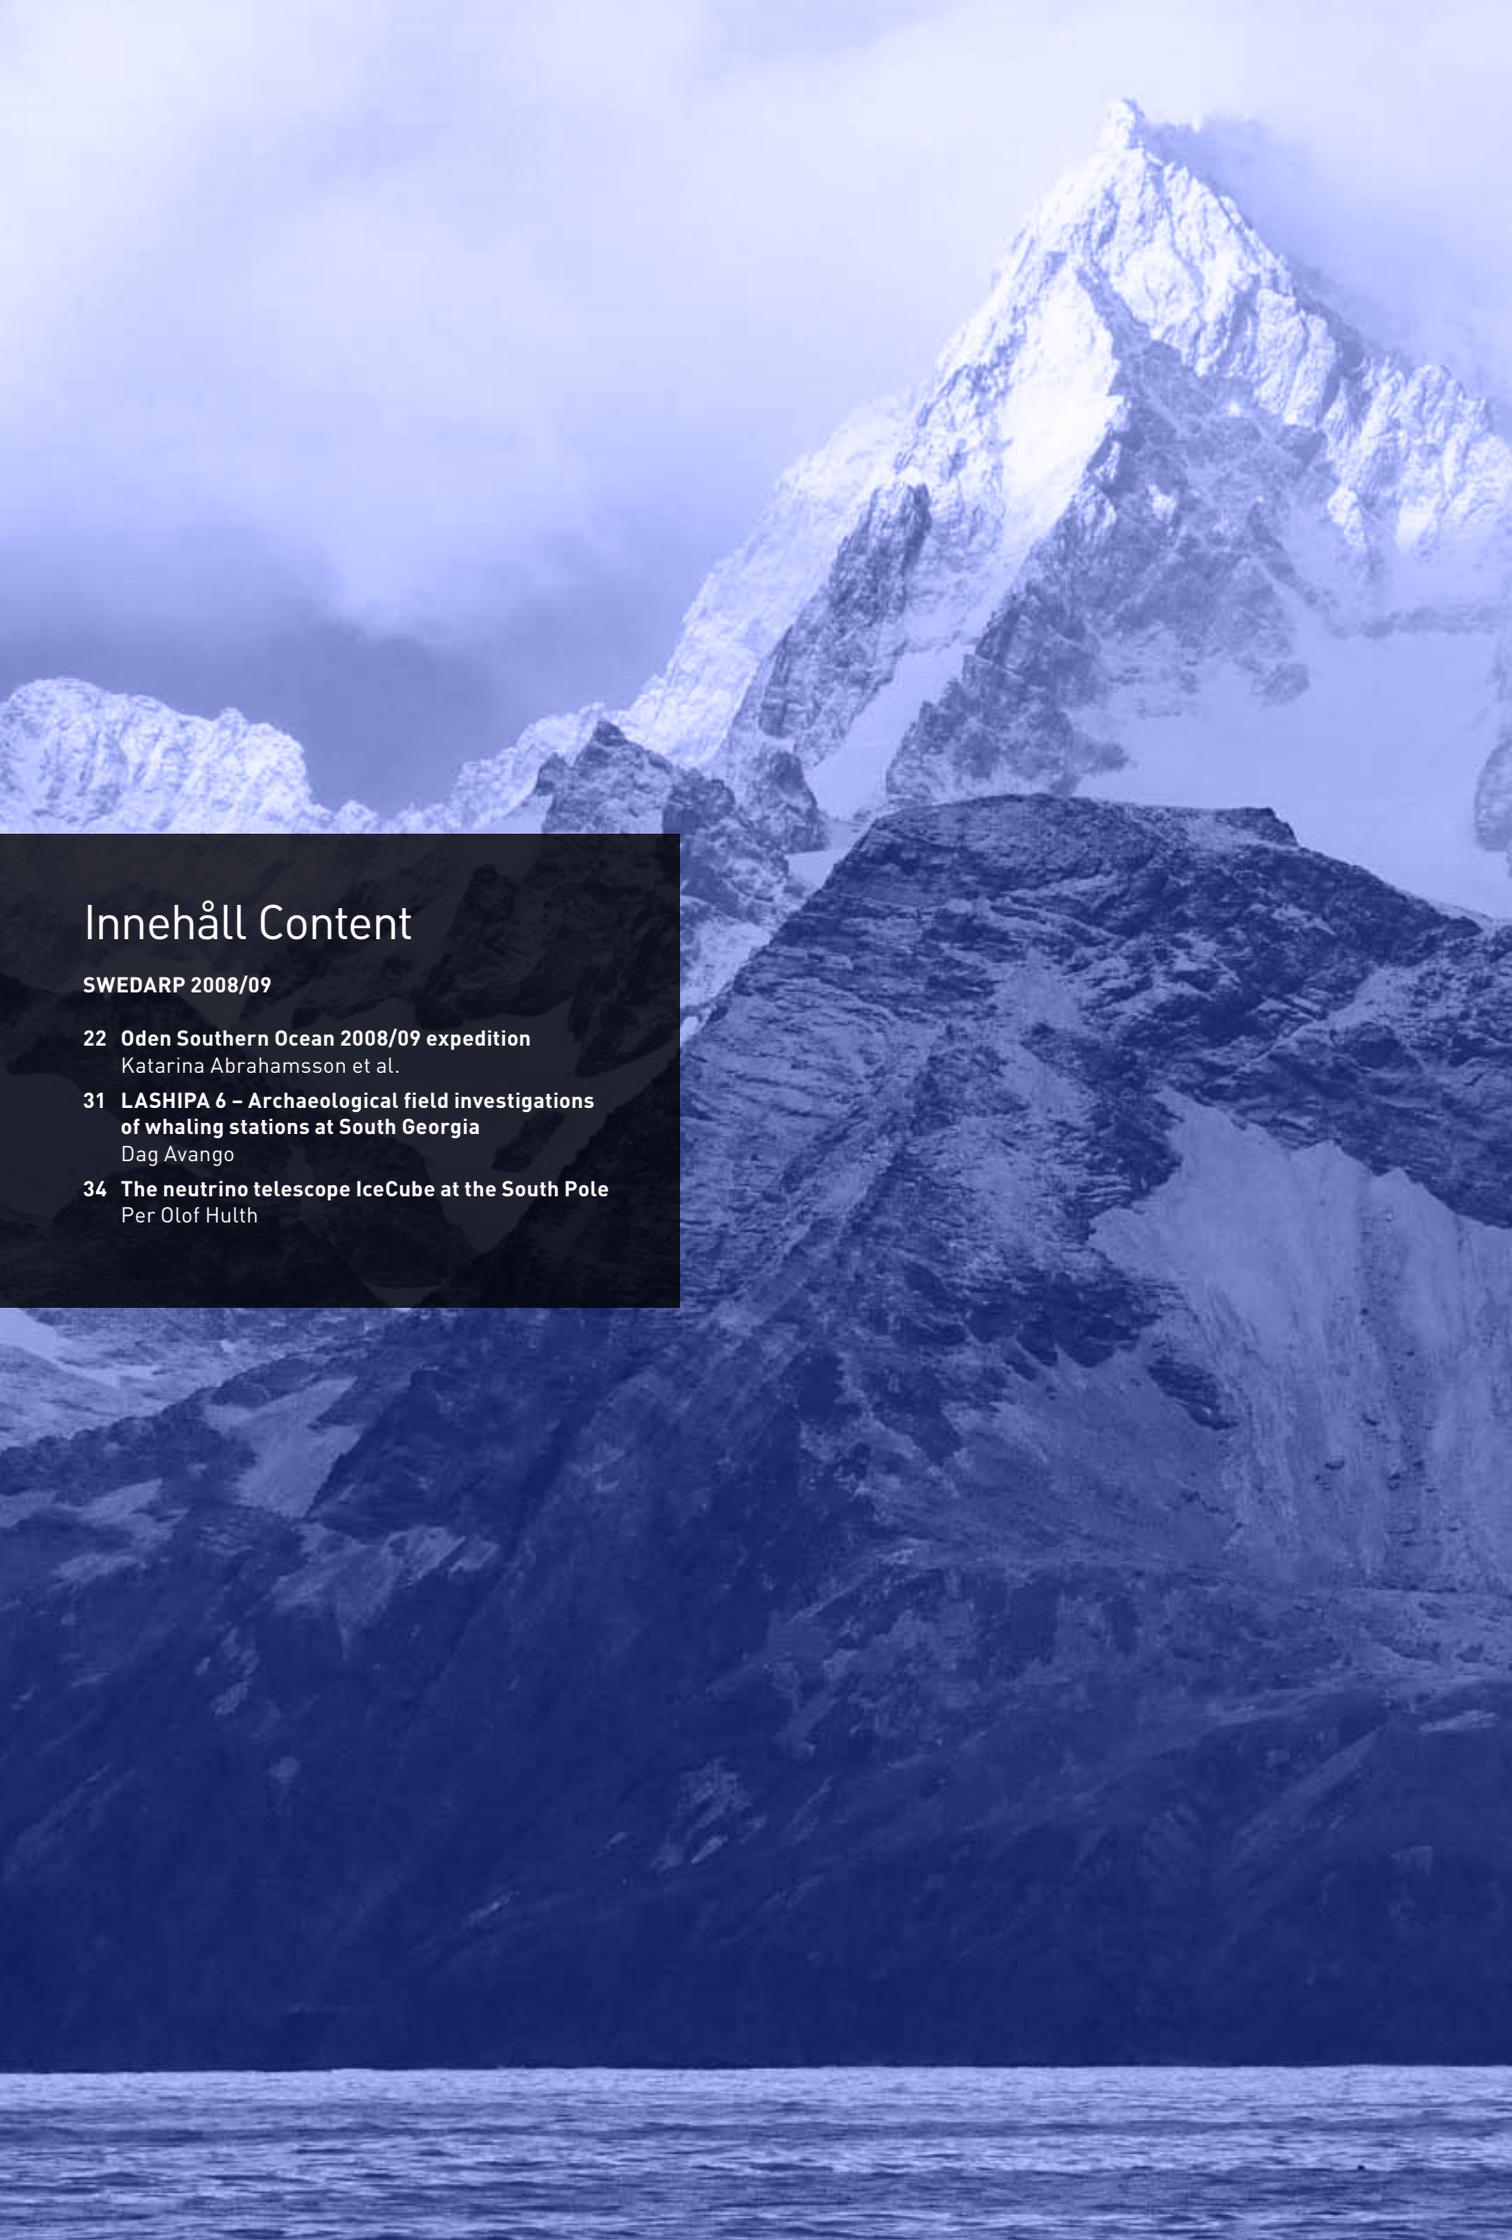 Innehåll Content
SWEDARP 2008/09
22 Oden Southern Ocean 2008/09 expedition
Katarina Abrahamsson et al.
31 LASHIPA 6 – Archaeological field investigations
of whaling stations at South Georgia
Dag Avango
34 The neutrino telescope IceCube at the South Pole
Per Olof Hulth